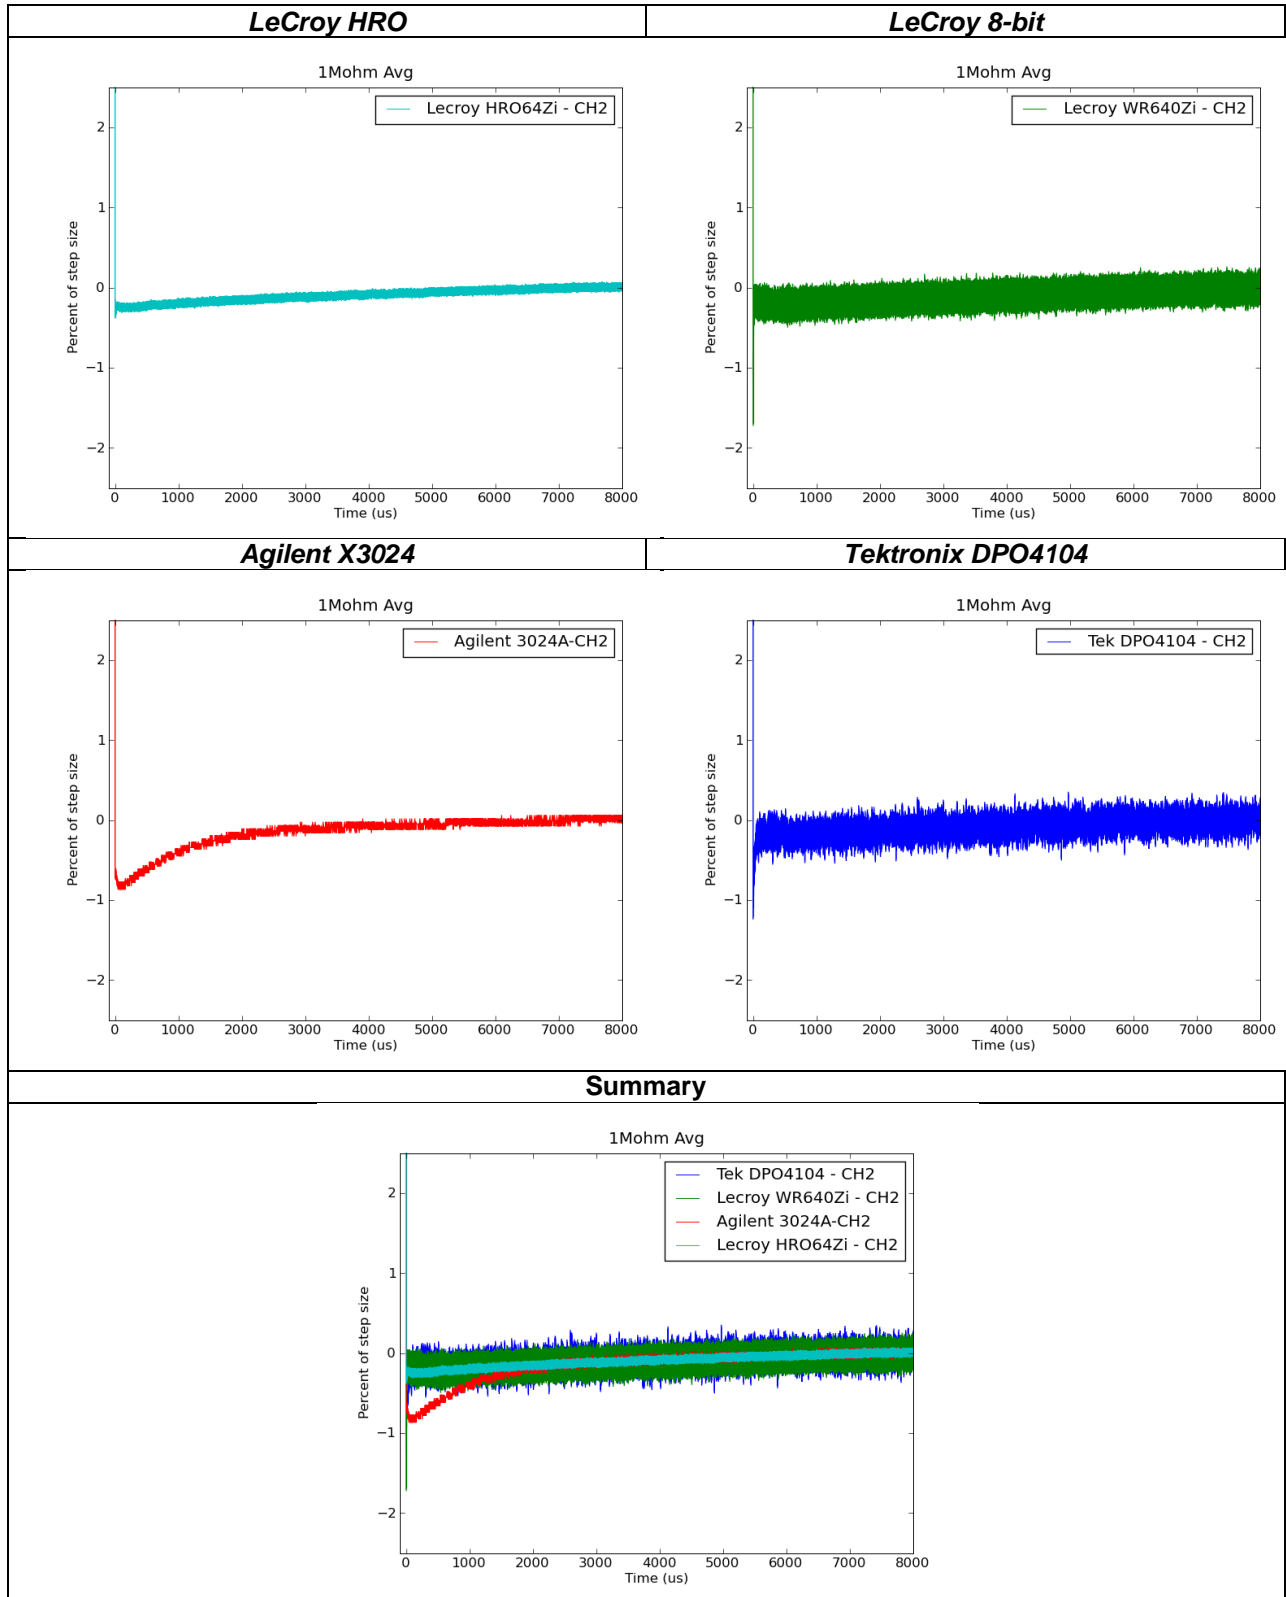 LeCroy HRO
LeCroy 8-bit
1Mohm Avg
Lecroy HRO64Zi - CH2
2
1
0
−1
−2
Percent of step size
0 1000 2000 3000 4000 5000 6000 7000 8000
Time (us)
1Mohm Avg
Lecroy WR640Zi - CH2
2
1
0
−1
−2
Percent of step size
0 1000 2000 3000 4000 5000 6000 7000 8000
Time (us)
Agilent X3024
Tektronix DPO4104
1Mohm Avg
Agilent 3024A-CH2
2
1
0
−1
−2
Percent of step size
0 1000 2000 3000 4000 5000 6000 7000 8000
Time (us)
1Mohm Avg
Tek DPO4104 - CH2
2
1
0
−1
−2
Percent of step size
0 1000 2000 3000 4000 5000 6000 7000 8000
Time (us)
Summary
1Mohm Avg
Tek DPO4104 - CH2
Lecroy WR640Zi - CH2
Agilent 3024A-CH2
Lecroy HRO64Zi - CH2
2
1
0
−1
−2
Percent of step size
0 1000 2000 3000 4000 5000 6000 7000 8000
Time (us)